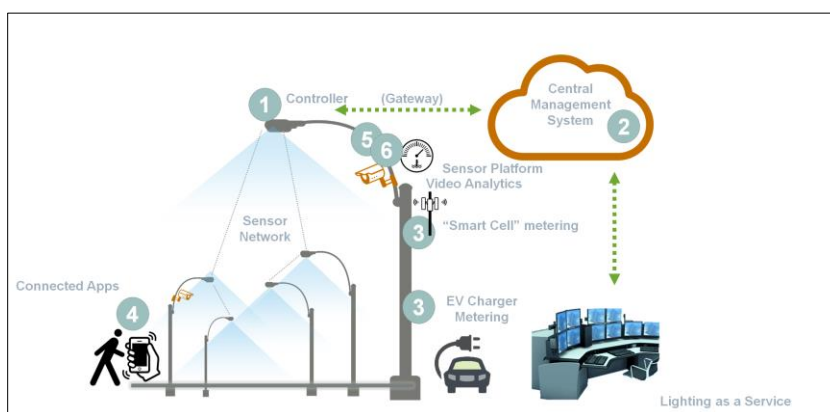 1 Controller
(Gateway)
Central
Management
System 2
5
6
Sensor Platform
Video Analytics
Sensor
Network
3 "Smart Cell" metering
Connected Apps
4
3 EV Charger
Metering
Lighting as a Service